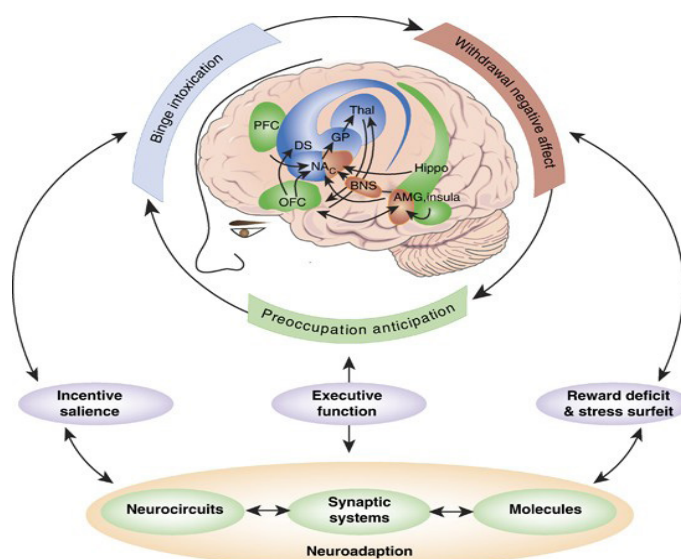 Binge intoxication
Withdrawal negative affect
PFC
DS
GP
Thal
NAC
Hippo
BNS
OFC
AMG,insula
Preoccupation anticipation
Incentive
salience
Executive
function
Reward deficit
& stress surfeit
Neurocircuits
Synaptic
systems
Molecules
Neuroadaption